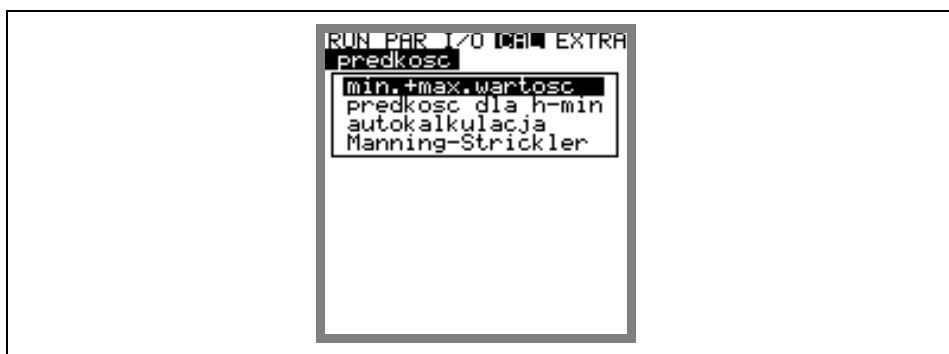 RUN PAR I/O CAL EXTRA
predkosc
min.+max.wartosc
predkosc dla h-min
autokalkulacja
Manning-Strickler